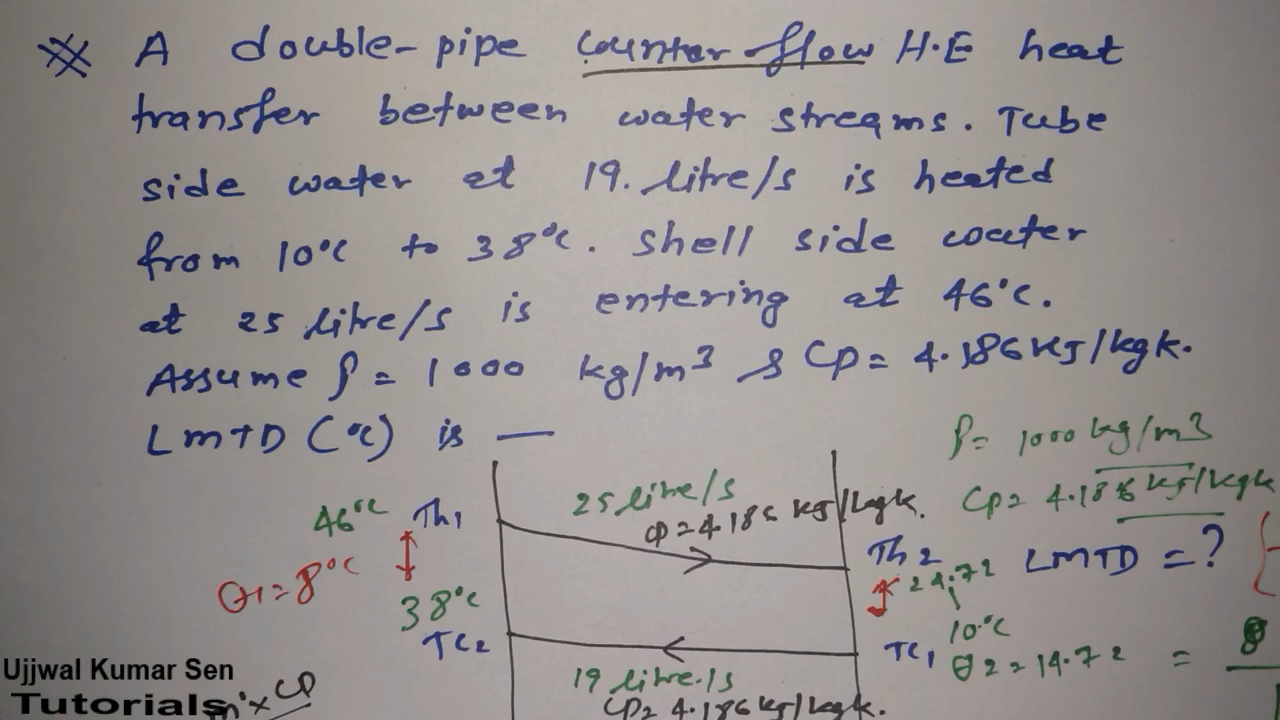 ※ A double-pipe counter flow H.E heat
transfer between water streams. Tube
side water at 19. litre/s is heated
from 10°c to 38°c. shell side water
at 25 litre/s is entering at 46°c.
Assume ρ = 1000 kg/m3 & Cp = 4.186 KJ/kgk.
LMTD (°c) is —
ρ = 1000 kg/m3
Cp = 4.186 KJ/kgk
25 litre/s
Cp = 4.186 KJ/kgk.
46°c Th1
Th2 LMTD = ?
24.72
θ1 = 8°c
38°c
Tc2
10°c
Tc1
θ2 = 14.72 = 8
19 litre/s
Cp = 4.186 KJ/kgk.
Ujjwal Kumar Sen
Tutorials
m × Cp